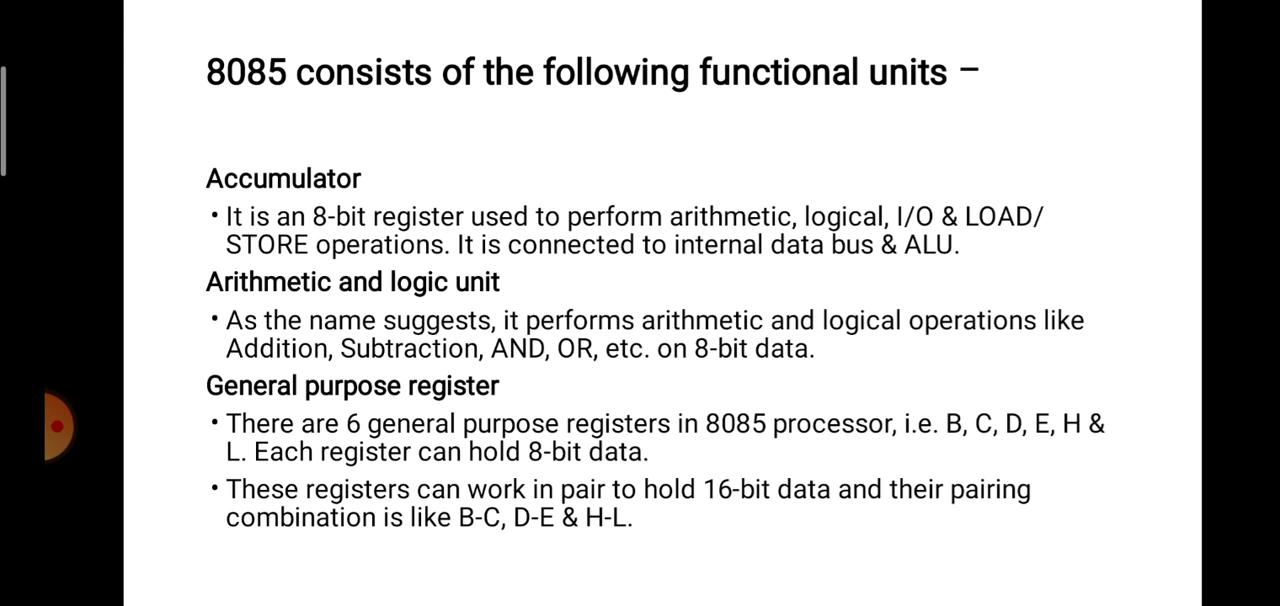 8085 consists of the following functional units –
Accumulator
• It is an 8-bit register used to perform arithmetic, logical, I/O & LOAD/
STORE operations. It is connected to internal data bus & ALU.
Arithmetic and logic unit
• As the name suggests, it performs arithmetic and logical operations like
Addition, Subtraction, AND, OR, etc. on 8-bit data.
General purpose register
• There are 6 general purpose registers in 8085 processor, i.e. B, C, D, E, H &
L. Each register can hold 8-bit data.
• These registers can work in pair to hold 16-bit data and their pairing
combination is like B-C, D-E & H-L.